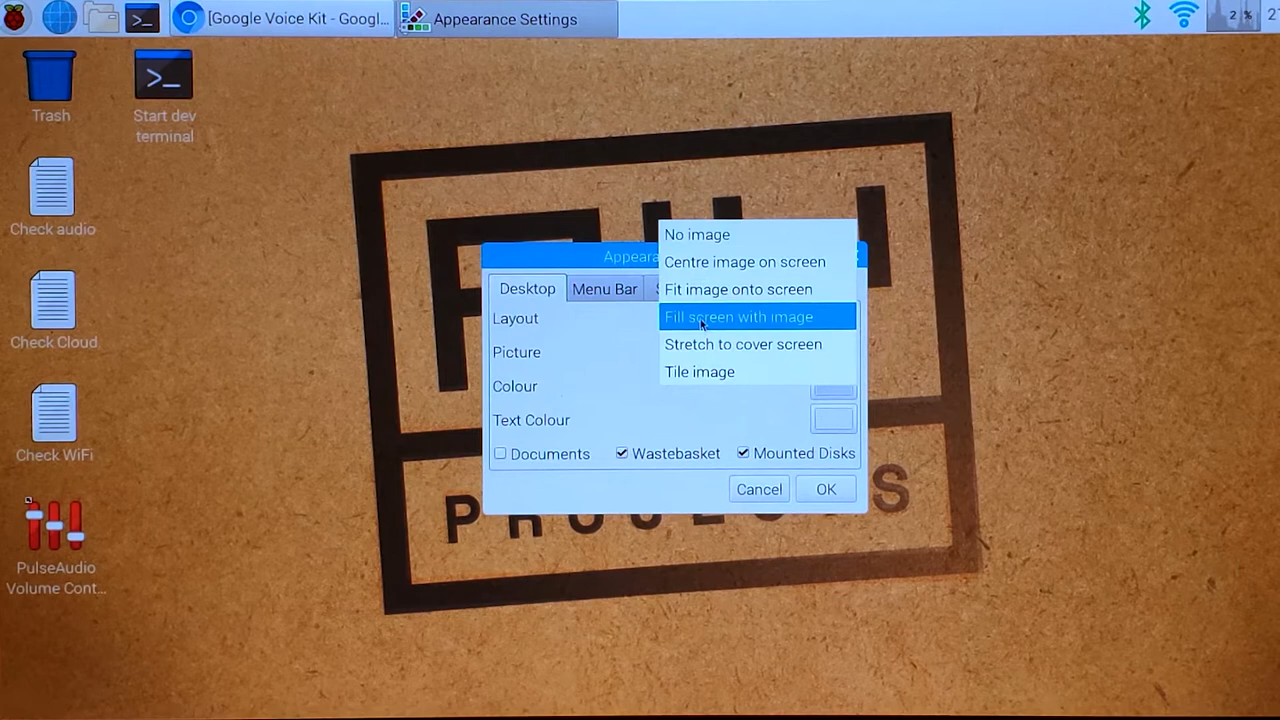 [Google Voice Kit - Googl...
Appearance Settings
2 %
Trash
Start dev
terminal
Check audio
Check Cloud
Check WiFi
PulseAudio
Volume Cont...
No image
Centre image on screen
Fit image onto screen
Fill screen with image
Stretch to cover screen
Tile image
Desktop
Menu Bar
Layout
Picture
Colour
Text Colour
Documents
Wastebasket
Mounted Disks
Cancel
OK